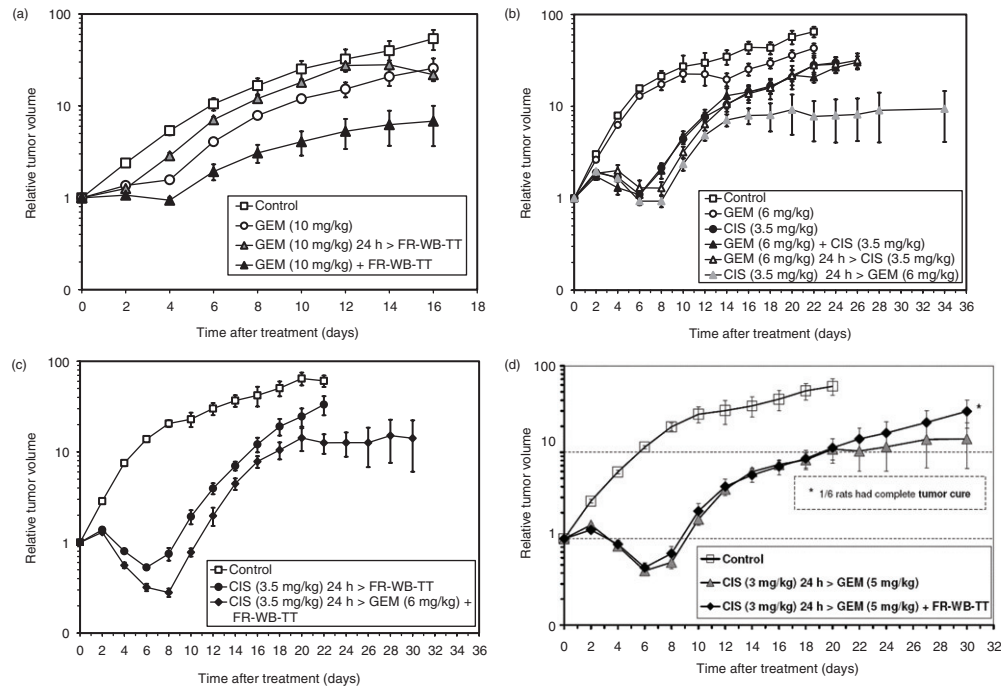 (a)
Relative tumor volume
100
10
1
0
Control
GEM (10 mg/kg)
GEM (10 mg/kg) 24 h > FR-WB-TT
GEM (10 mg/kg) + FR-WB-TT
0 2 4 6 8 10 12 14 16 18
Time after treatment (days)
(b)
Relative tumor volume
100
10
1
0
Control
GEM (6 mg/kg)
CIS (3.5 mg/kg)
GEM (6 mg/kg) + CIS (3.5 mg/kg)
GEM (6 mg/kg) 24 h > CIS (3.5 mg/kg)
CIS (3.5 mg/kg) 24 h > GEM (6 mg/kg)
0 2 4 6 8 10 12 14 16 18 20 22 24 26 28 30 32 34 36
Time after treatment (days)
(c)
Relative tumor volume
100
10
1
0
Control
CIS (3.5 mg/kg) 24 h > FR-WB-TT
CIS (3.5 mg/kg) 24 h > GEM (6 mg/kg) +
FR-WB-TT
0 2 4 6 8 10 12 14 16 18 20 22 24 26 28 30 32 34 36
Time after treatment (days)
(d)
Relative tumor volume
100
10
1
0
*
* 1/6 rats had complete tumor cure
Control
CIS (3 mg/kg) 24 h > GEM (5 mg/kg)
CIS (3 mg/kg) 24 h > GEM (5 mg/kg) + FR-WB-TT
0 2 4 6 8 10 12 14 16 18 20 22 24 26 28 30 32
Time after treatment (days)